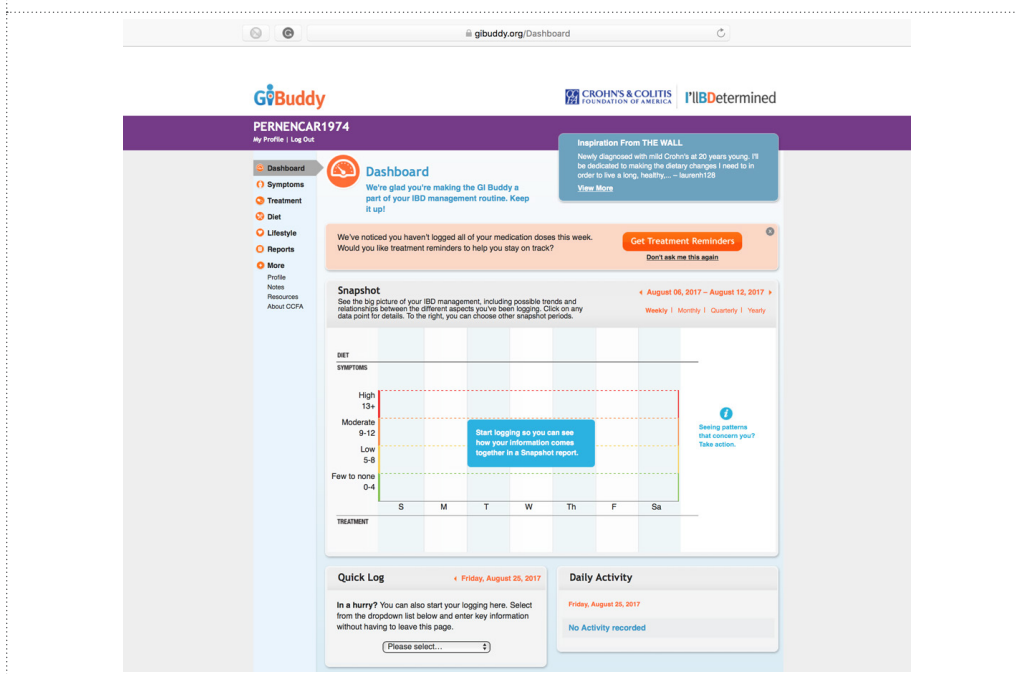 gibuddy.org/Dashboard
GiBuddy
CROHN'S & COLITIS
FOUNDATION OF AMERICA
I'llBDetermined
PERNENCAR1974
My Profile | Log Out
Inspiration From THE WALL
Newly diagnosed with mild Crohn's at 20 years young. I'll
be dedicated to making the dietary changes I need to in
order to live a long, healthy,... – laurenh128
View More
Dashboard
Symptoms
Treatment
Diet
Lifestyle
Reports
More
Profile
Notes
Resources
About CCFA
Dashboard
We're glad you're making the GI Buddy a
part of your IBD management routine. Keep
it up!
We've noticed you haven't logged all of your medication doses this week.
Would you like treatment reminders to help you stay on track?
Get Treatment Reminders
Don't ask me this again
Snapshot
See the big picture of your IBD management, including possible trends and
relationships between the different aspects you've been logging. Click on any
data point for details. To the right, you can choose other snapshot periods.
August 06, 2017 – August 12, 2017
Weekly | Monthly | Quarterly | Yearly
DIET
SYMPTOMS
High
13+
Moderate
9-12
Low
5-8
Few to none
0-4
Start logging so you can see
how your information comes
together in a Snapshot report.
Seeing patterns
that concern you?
Take action.
S M T W Th F Sa
TREATMENT
Quick Log
Friday, August 25, 2017
In a hurry? You can also start your logging here. Select
from the dropdown list below and enter key information
without having to leave this page.
Please select...
Daily Activity
Friday, August 25, 2017
No Activity recorded